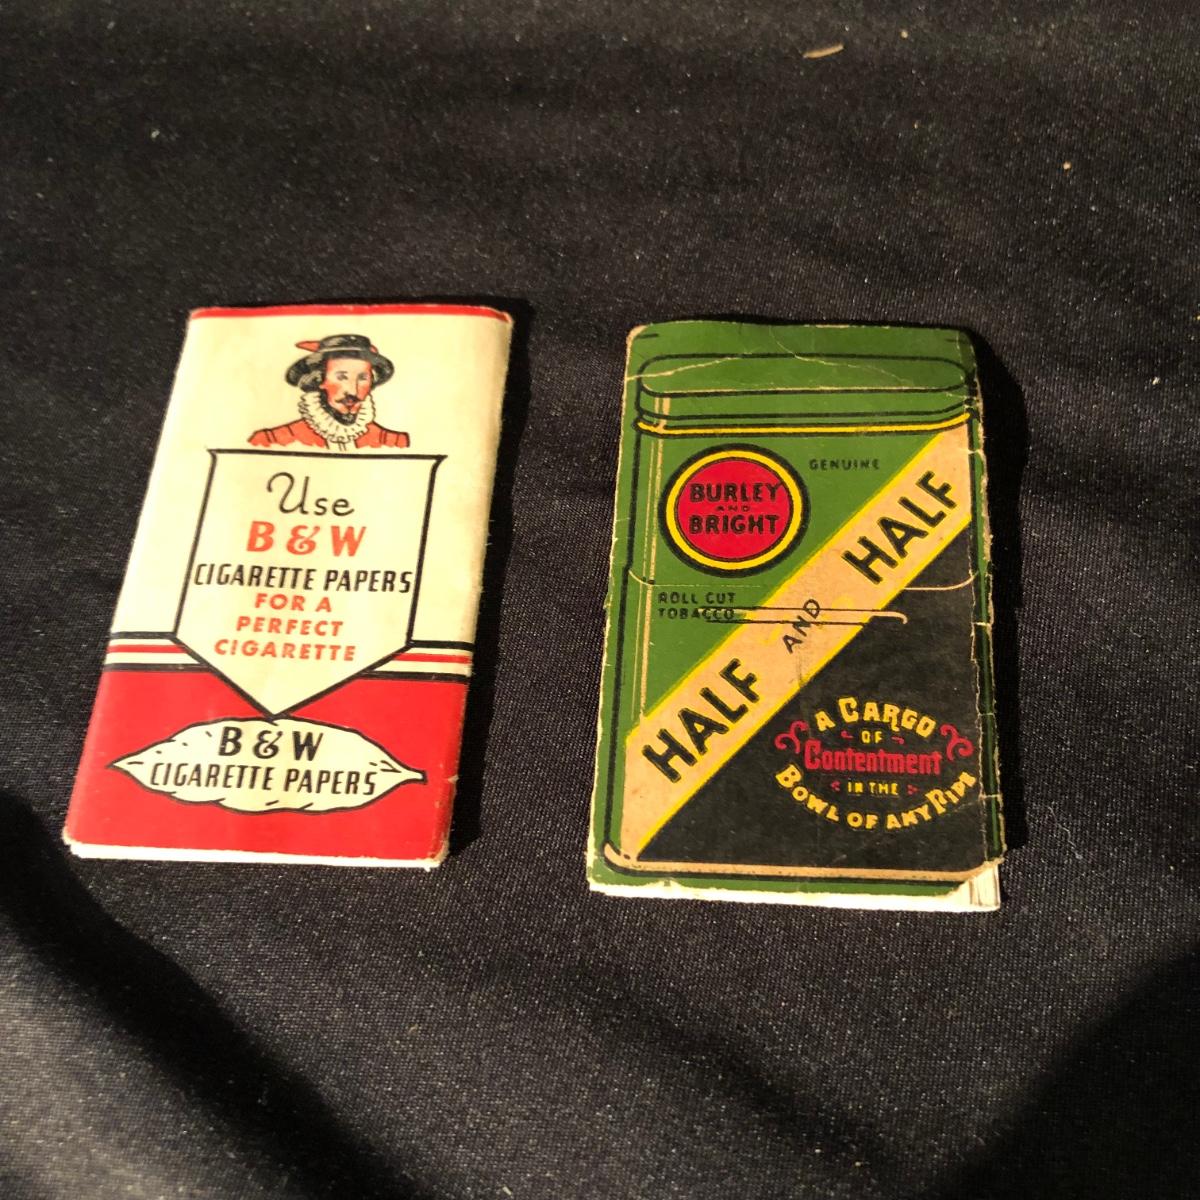 Use
B & W
CIGARETTE PAPERS
FOR A
PERFECT
CIGARETTE
B & W
CIGARETTE PAPERS
GENUINE
BURLEY
AND
BRIGHT
ROLL CUT
TOBACCO
HALF AND HALF
A CARGO
OF
Contentment
IN THE
BOWL OF ANY PIPE